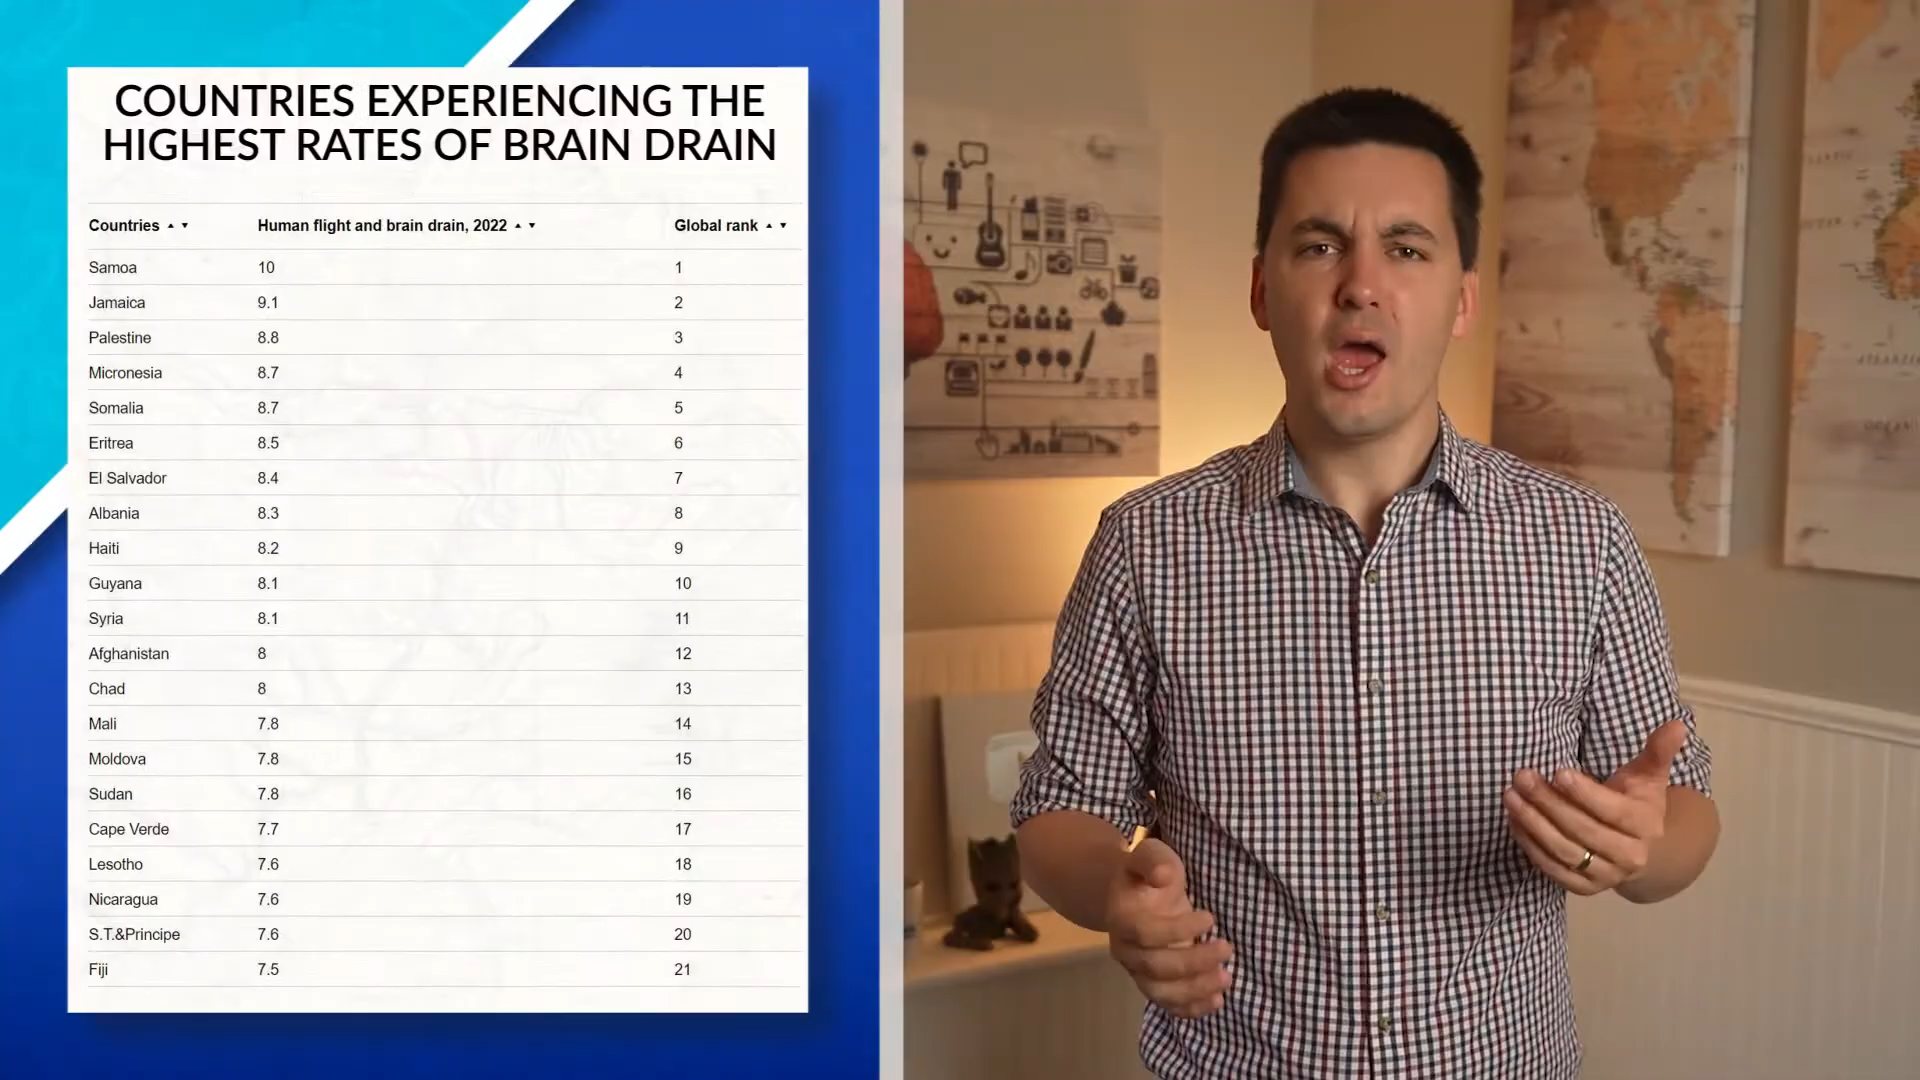 COUNTRIES EXPERIENCING THE
HIGHEST RATES OF BRAIN DRAIN
Countries ▲ ▼ Human flight and brain drain, 2022 ▲ ▼ Global rank ▲ ▼
Samoa 10 1
Jamaica 9.1 2
Palestine 8.8 3
Micronesia 8.7 4
Somalia 8.7 5
Eritrea 8.5 6
El Salvador 8.4 7
Albania 8.3 8
Haiti 8.2 9
Guyana 8.1 10
Syria 8.1 11
Afghanistan 8 12
Chad 8 13
Mali 7.8 14
Moldova 7.8 15
Sudan 7.8 16
Cape Verde 7.7 17
Lesotho 7.6 18
Nicaragua 7.6 19
S.T.&Principe 7.6 20
Fiji 7.5 21